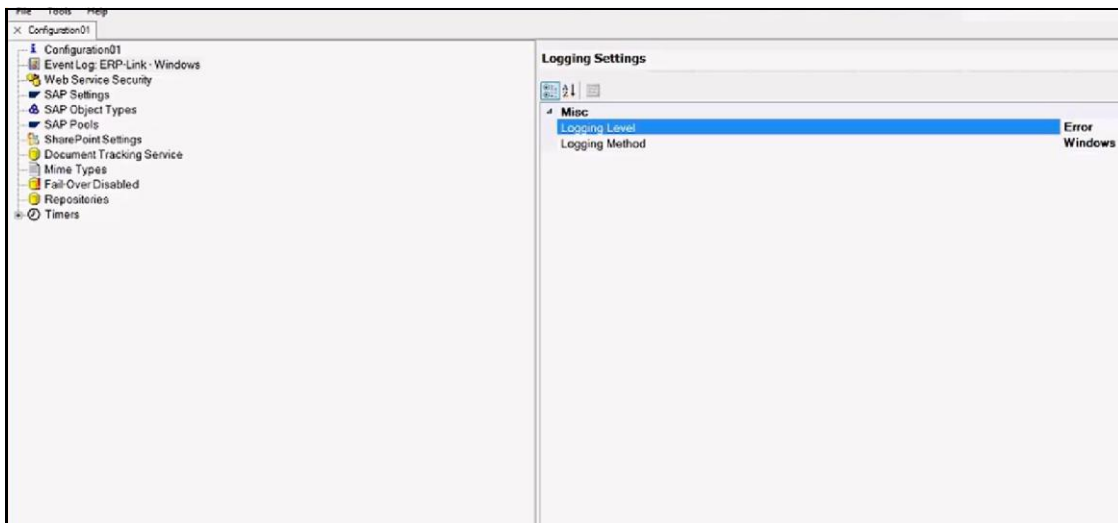 File Tools Help
Configuration01
Configuration01
Event Log: ERP-Link - Windows
Web Service Security
SAP Settings
SAP Object Types
SAP Pools
SharePoint Settings
Document Tracking Service
Mime Types
Fail-Over Disabled
Repositories
Timers
Logging Settings
Misc
Logging Level Error
Logging Method Windows